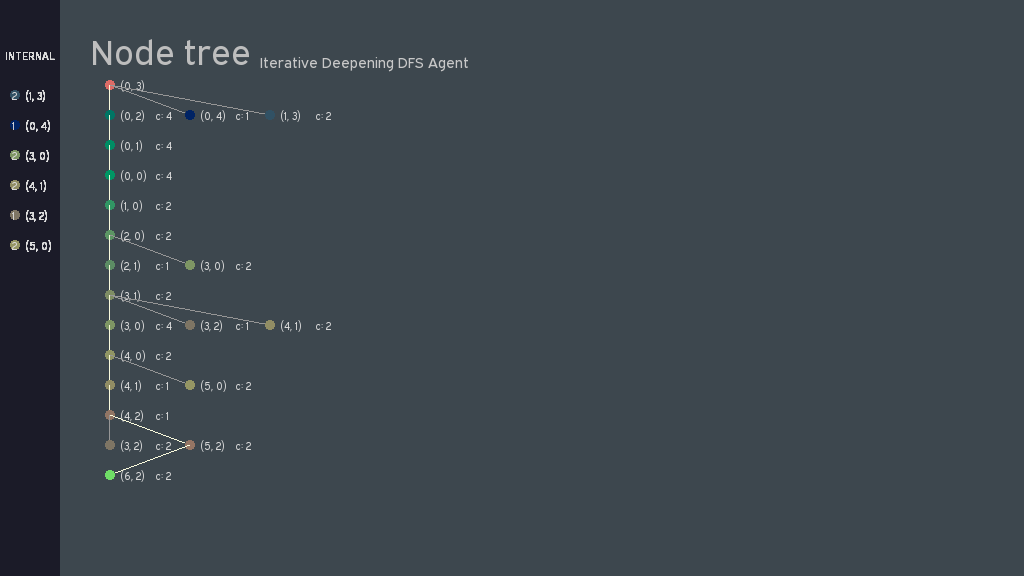 Node tree Iterative Deepening DFS Agent
INTERNAL
2 (1, 3)
1 (0, 4)
2 (3, 0)
2 (4, 1)
1 (3, 2)
2 (5, 0)
(0, 3)
(0, 2) c: 4 (0, 4) c: 1 (1, 3) c: 2
(0, 1) c: 4
(0, 0) c: 4
(1, 0) c: 2
(2, 0) c: 2
(2, 1) c: 1 (3, 0) c: 2
(3, 1) c: 2
(3, 0) c: 4 (3, 2) c: 1 (4, 1) c: 2
(4, 0) c: 2
(4, 1) c: 1 (5, 0) c: 2
(4, 2) c: 1
(3, 2) c: 2 (5, 2) c: 2
(6, 2) c: 2